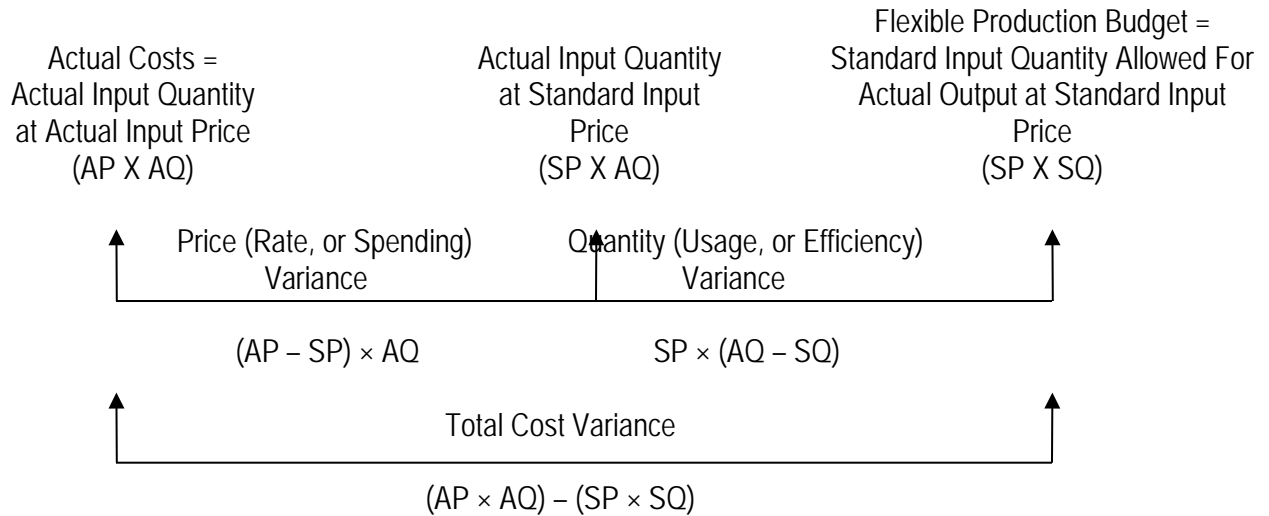 Actual Costs =
Actual Input Quantity
at Actual Input Price
(AP X AQ)
Actual Input Quantity
at Standard Input
Price
(SP X AQ)
Flexible Production Budget =
Standard Input Quantity Allowed For
Actual Output at Standard Input
Price
(SP X SQ)
Price (Rate, or Spending)
Variance
Quantity (Usage, or Efficiency)
Variance
(AP – SP) × AQ
SP × (AQ – SQ)
Total Cost Variance
(AP × AQ) – (SP × SQ)